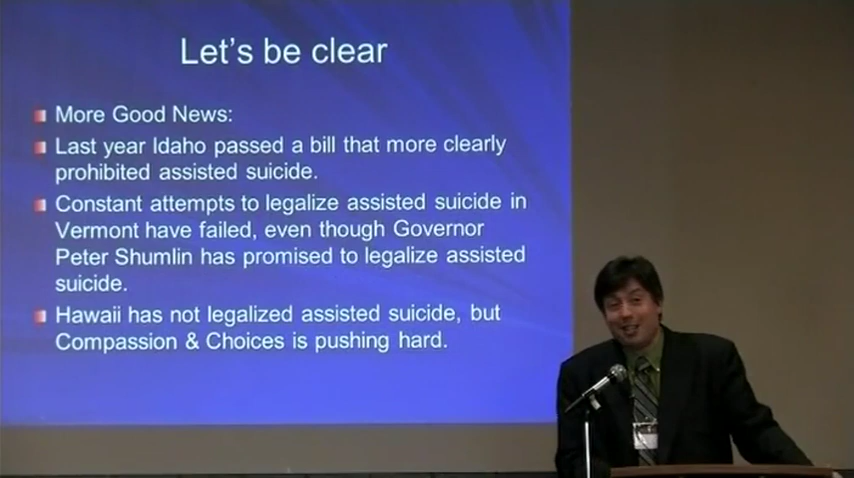 Let's be clear
More Good News:
Last year Idaho passed a bill that more clearly
prohibited assisted suicide.
Constant attempts to legalize assisted suicide in
Vermont have failed, even though Governor
Peter Shumlin has promised to legalize assisted
suicide.
Hawaii has not legalized assisted suicide, but
Compassion & Choices is pushing hard.